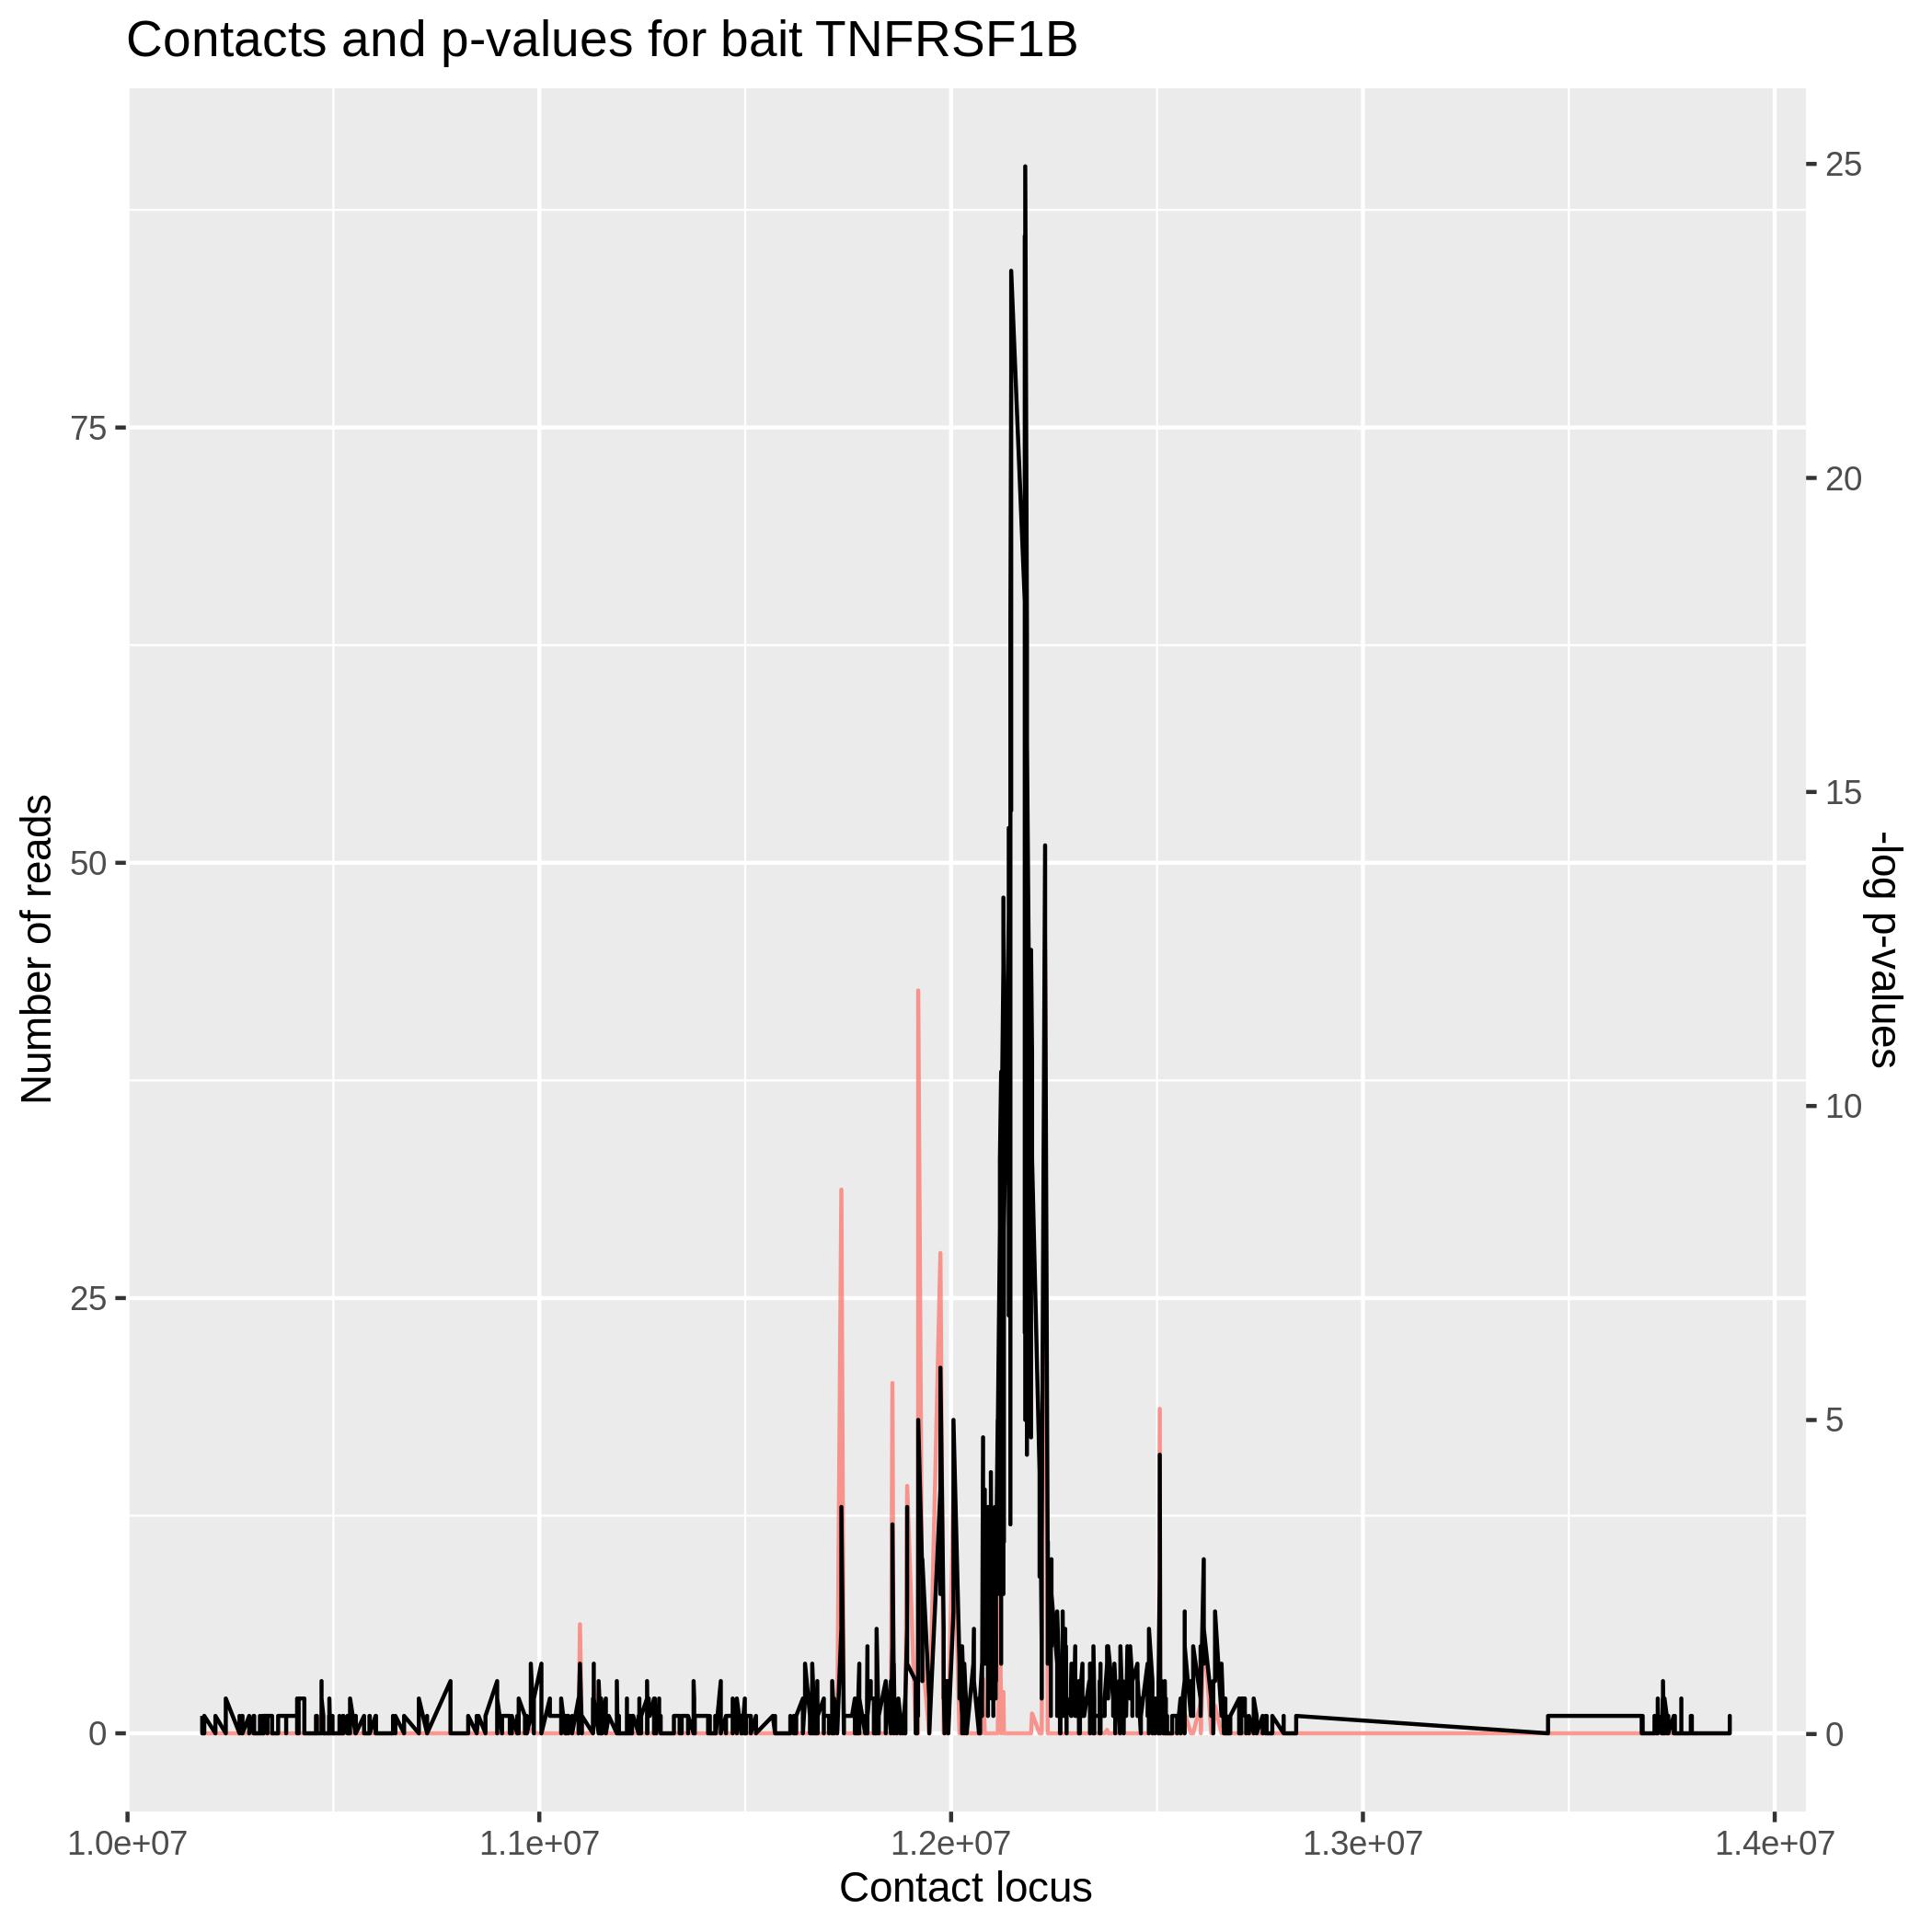 Contacts and p-values for bait TNFRSF1B
Number of reads
75
50
25
0
25
20
15
10
5
0
-log p-values
1.0e+07
1.1e+07
1.2e+07
1.3e+07
1.4e+07
Contact locus